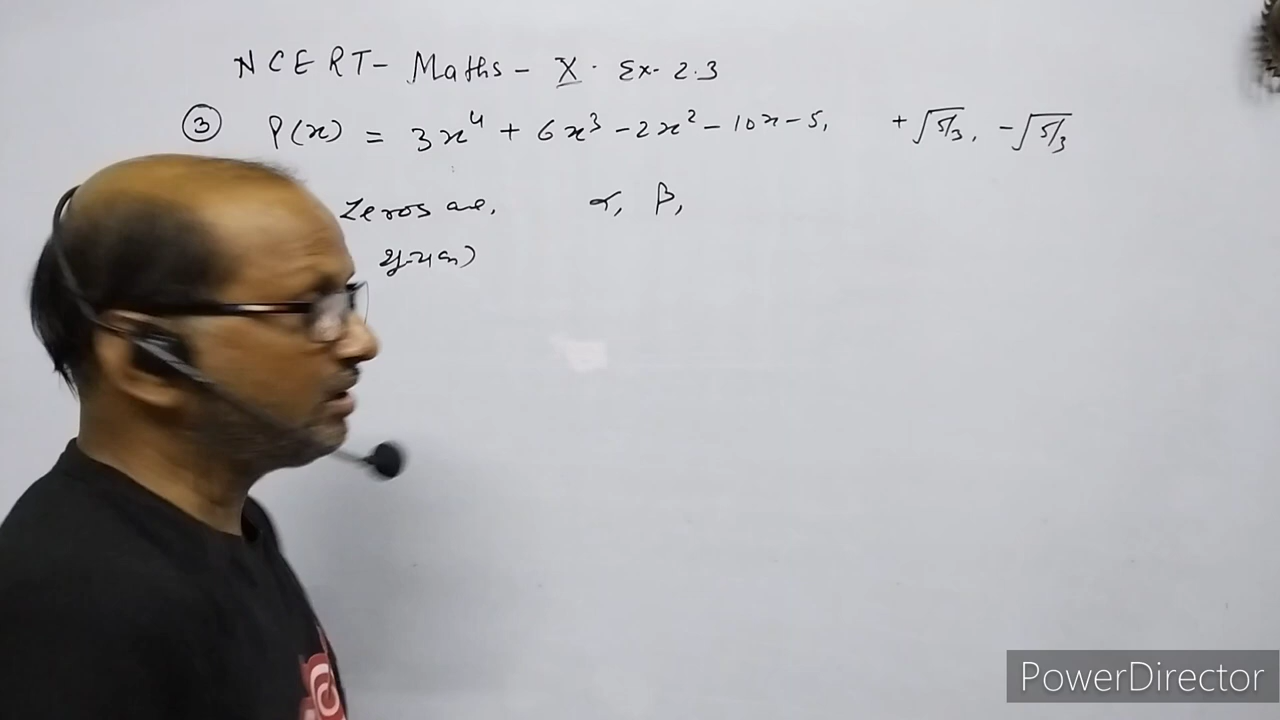 NCERT- Maths - X . Ex. 2.3
③ P(x) = 3x⁴ + 6x³ - 2x² - 10x - 5, +√5/3, -√5/3
Zeros are, α, β,
PowerDirector